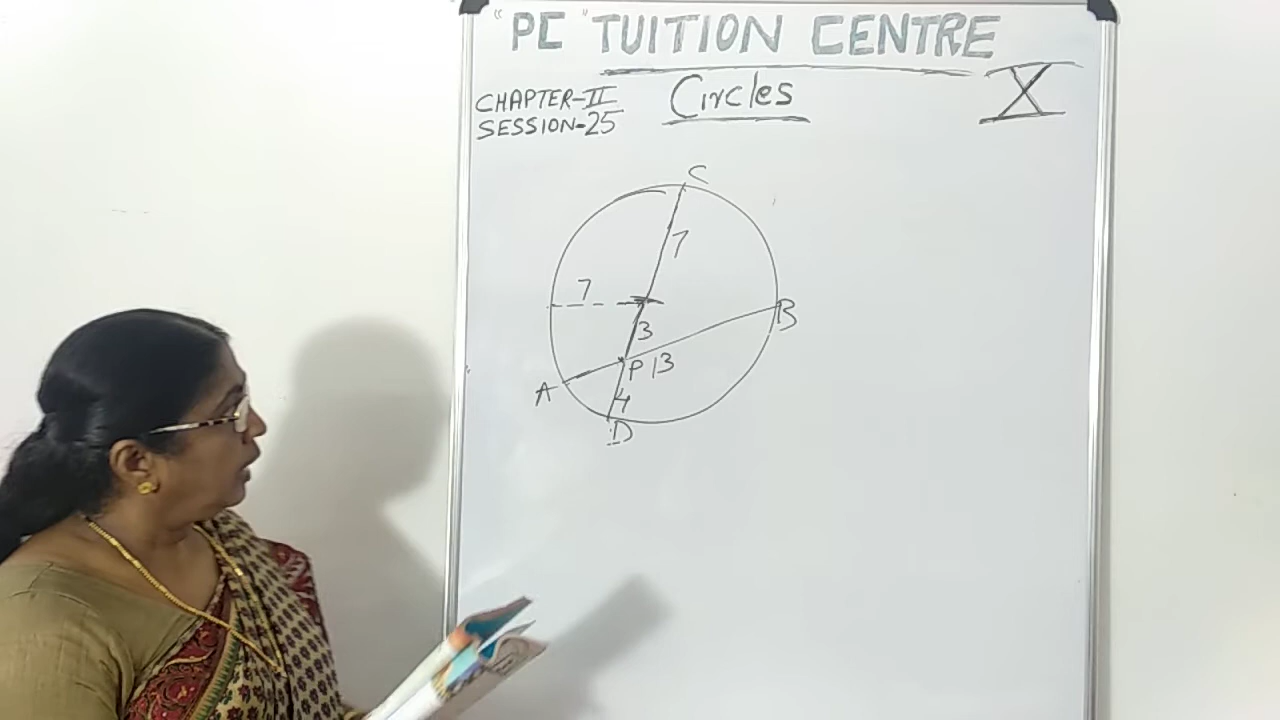 "PC" TUITION CENTRE
CHAPTER-II
SESSION-25
Circles
X
C
7
7
3
B
P 13
A
4
D